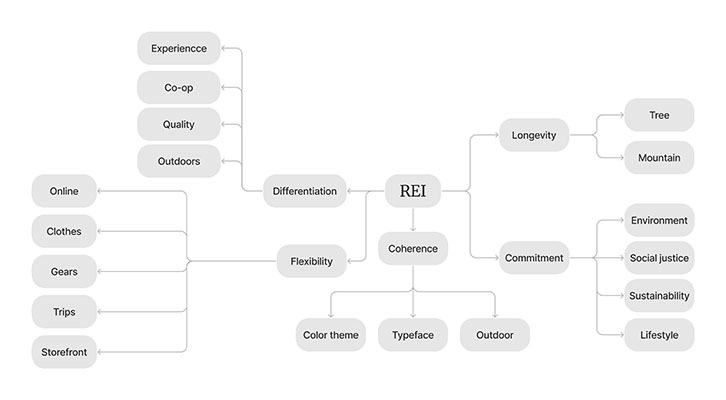 Experiencce
Co-op
Quality
Outdoors
Differentiation
Online
Clothes
Gears
Trips
Storefront
Flexibility
REI
Coherence
Color theme
Typeface
Outdoor
Longevity
Tree
Mountain
Commitment
Environment
Social justice
Sustainability
Lifestyle